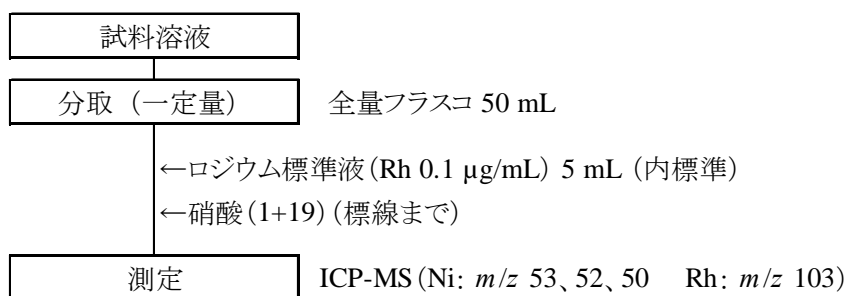 試料溶液
分取（一定量） 全量フラスコ 50 mL
←ロジウム標準液（Rh 0.1 µg/mL） 5 mL （内標準）
←硝酸（1+19）（標線まで）
測定 ICP-MS（Ni: m/z 53、52、50 Rh: m/z 103）